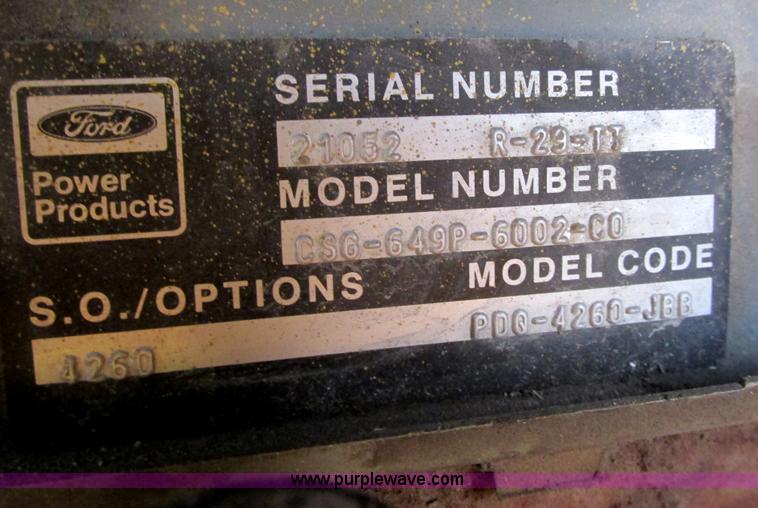 Ford
Power
Products
SERIAL NUMBER
21052 R-29-TT
MODEL NUMBER
CSG-649P-6002-C0
S.O./OPTIONS MODEL CODE
4260 PDQ-4260-JBB
www.purplewave.com